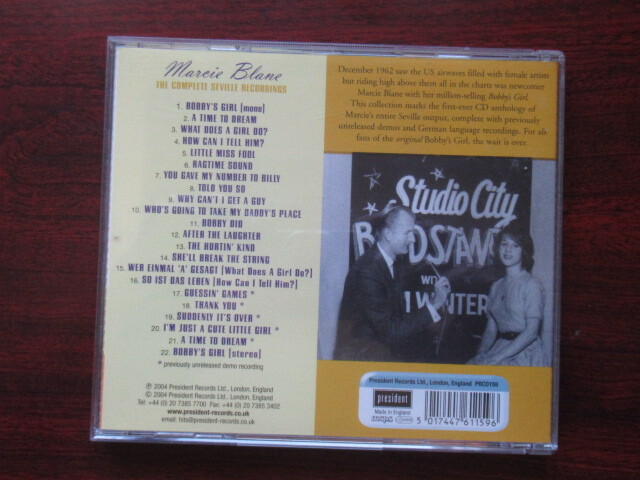 Marcie Blane
THE COMPLETE SEVILLE RECORDINGS
1. BOBBY'S GIRL [mono]
2. A TIME TO DREAM
3. WHAT DOES A GIRL DO?
4. HOW CAN I TELL HIM?
5. LITTLE MISS FOOL
6. RAGTIME SOUND
7. YOU GAVE MY NUMBER TO BILLY
8. TOLD YOU SO
9. WHY CAN'T I GET A GUY
10. WHO'S GOING TO TAKE MY DADDY'S PLACE
11. BOBBY DID
12. AFTER THE LAUGHTER
13. THE HURTIN' KIND
14. SHE'LL BREAK THE STRING
15. WER EINMAL 'A' GESAGT [What Does A Girl Do?]
16. SO IST DAS LEBEN [How Can I Tell Him?]
17. GUESSIN' GAMES *
18. THANK YOU *
19. SUDDENLY IT'S OVER *
20. I'M JUST A CUTE LITTLE GIRL *
21. A TIME TO DREAM *
22. BOBBY'S GIRL [stereo]
* previously unreleased demo recording
℗ 2004 President Records Ltd., London, England
© 2004 President Records Ltd., London, England
Tel: +44 (0) 20 7385 7700 Fax: +44 (0) 20 7385 3402
www.president-records.co.uk
email: hits@president-records.co.uk
December 1962 saw the US airwaves filled with female artists
but riding high above them all in the charts was newcomer
Marcie Blane with her million-selling Bobby's Girl.
This collection marks the first-ever CD anthology of
Marcie's entire Seville output, complete with previously
unreleased demos and German language recordings. For all
fans of the original Bobby's Girl, the wait is over.
Studio City
B DSTAN
WI
I WINTER
President Records Ltd., London, England PRCD159
president
Made in England
5 017447 611596